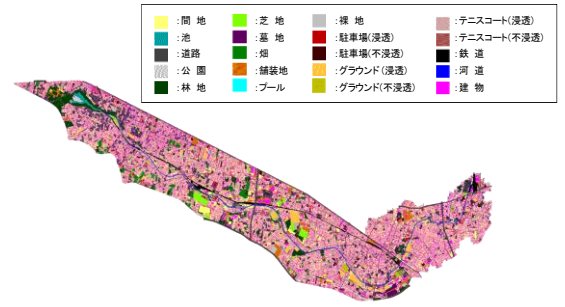 :間 地 :芝 地 :裸 地 :テニスコート(浸透)
:池 :墓 地 :駐車場(浸透) :テニスコート(不浸透)
:道路 :畑 :駐車場(不浸透) :鉄 道
:公 園 :舗装地 :グラウンド(浸透) :河 道
:林 地 :プール :グラウンド(不浸透) :建 物